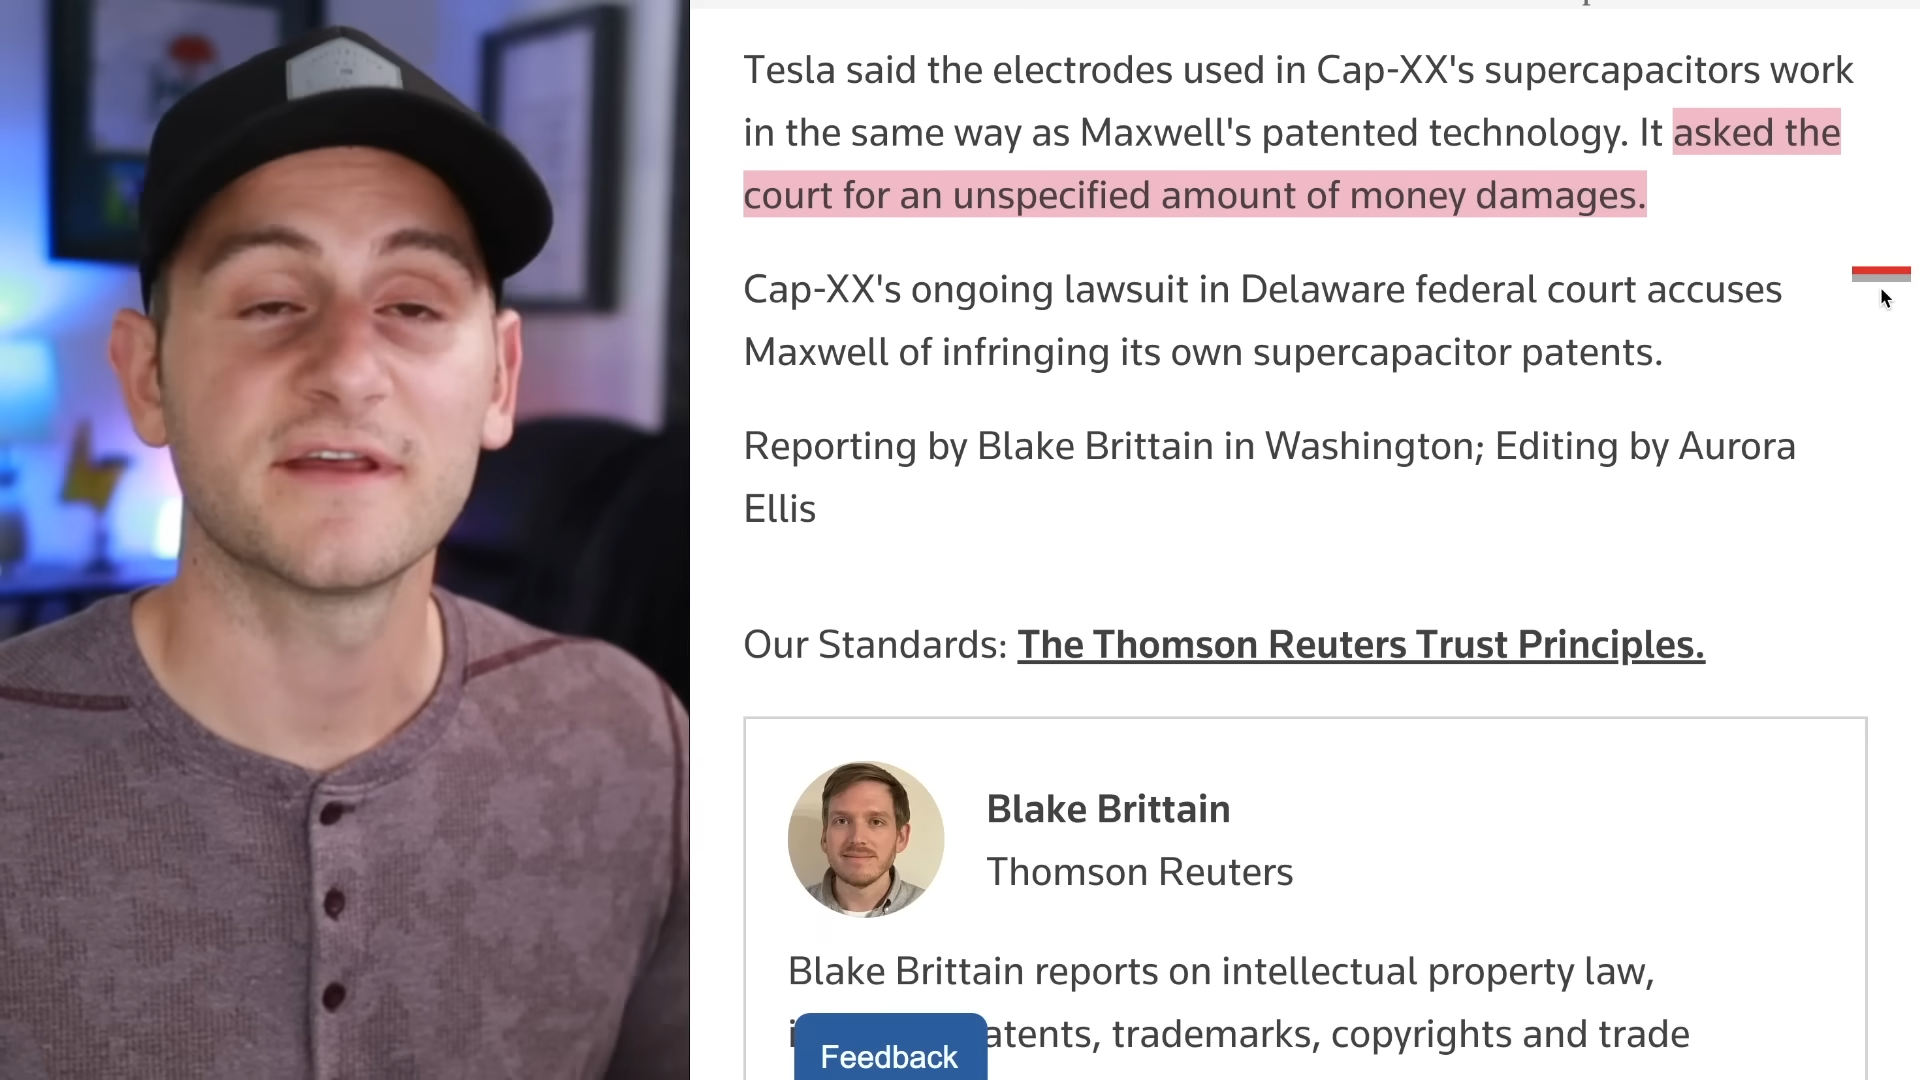 Tesla said the electrodes used in Cap-XX's supercapacitors work
in the same way as Maxwell's patented technology. It asked the
court for an unspecified amount of money damages.
Cap-XX's ongoing lawsuit in Delaware federal court accuses
Maxwell of infringing its own supercapacitor patents.
Reporting by Blake Brittain in Washington; Editing by Aurora
Ellis
Our Standards: The Thomson Reuters Trust Principles.
Blake Brittain
Thomson Reuters
Blake Brittain reports on intellectual property law,
atents, trademarks, copyrights and trade
Feedback